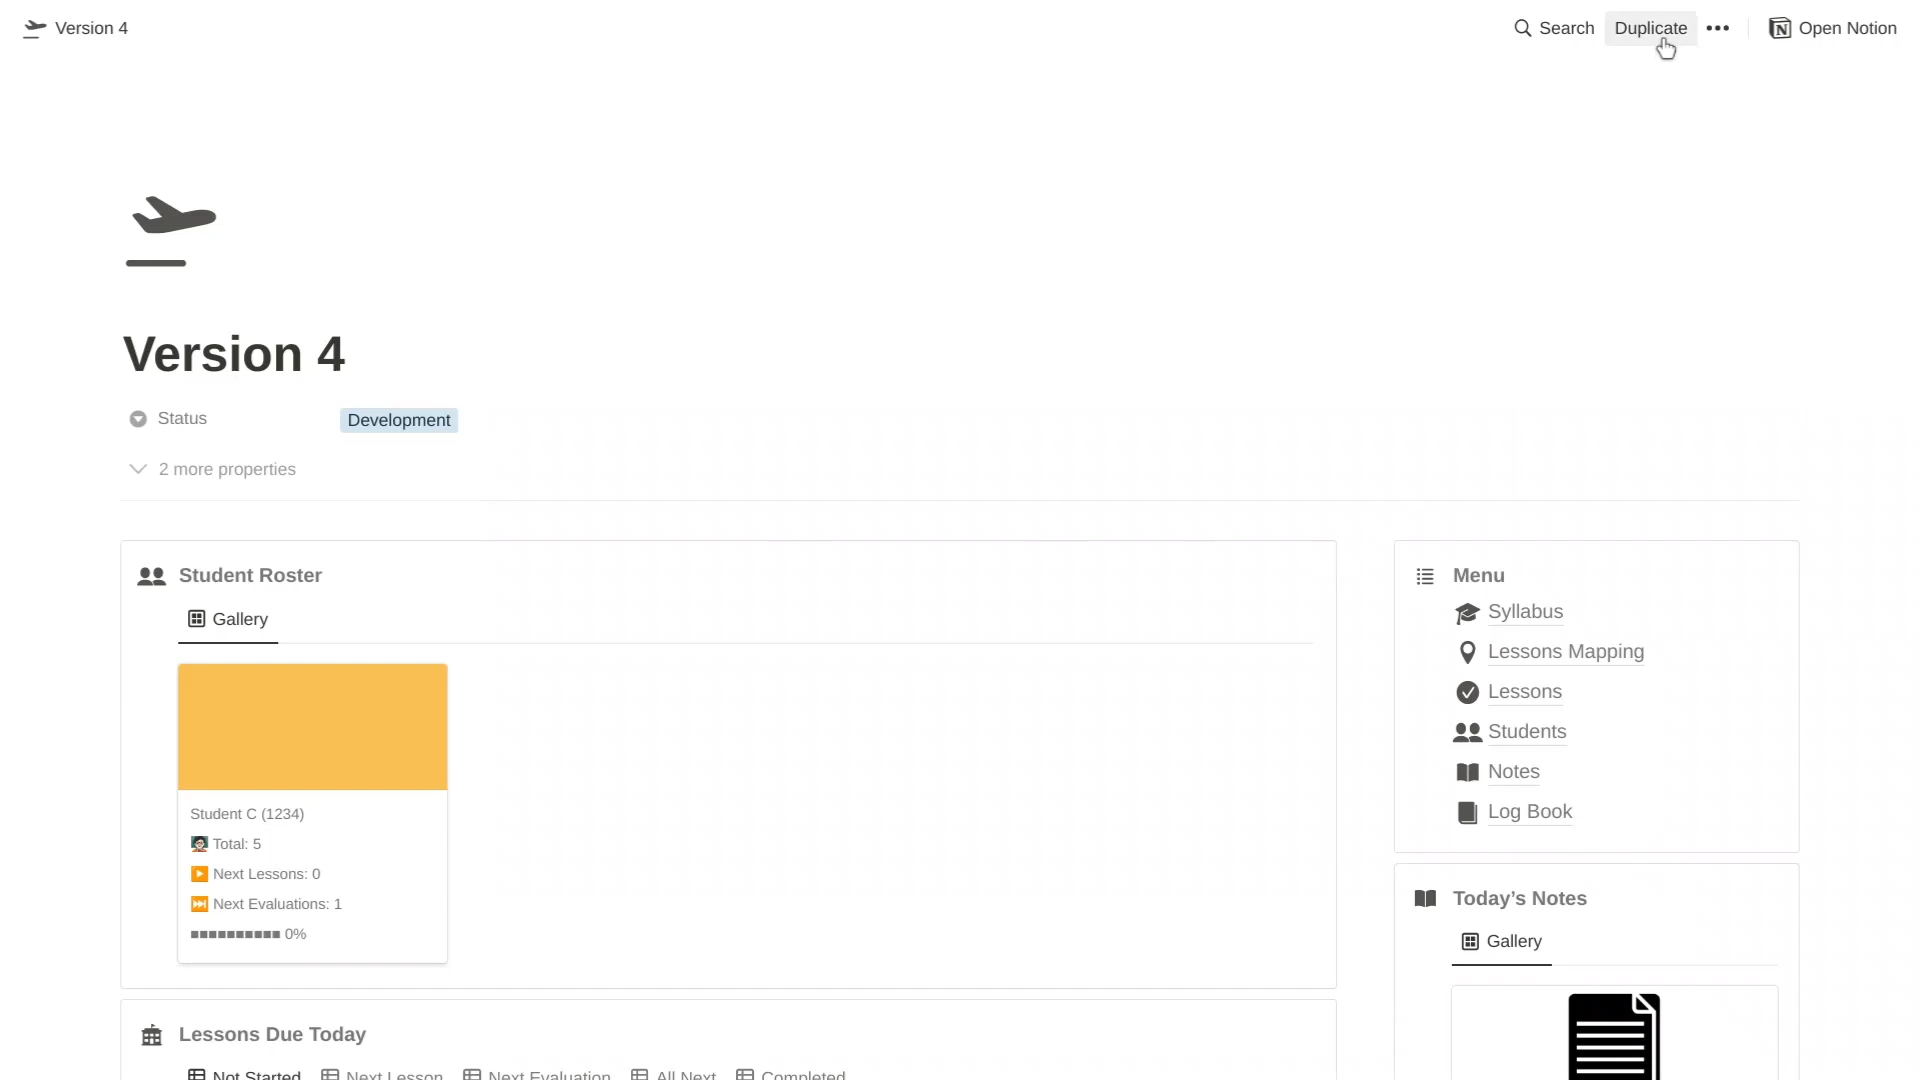 Version 4
Search
Duplicate
Open Notion
Version 4
Status
Development
2 more properties
Student Roster
Gallery
Student C (1234)
Total: 5
Next Lessons: 0
Next Evaluations: 1
0%
Lessons Due Today
Not Started
Next Lesson
Next Evaluation
All Next
Completed
Menu
Syllabus
Lessons Mapping
Lessons
Students
Notes
Log Book
Today’s Notes
Gallery